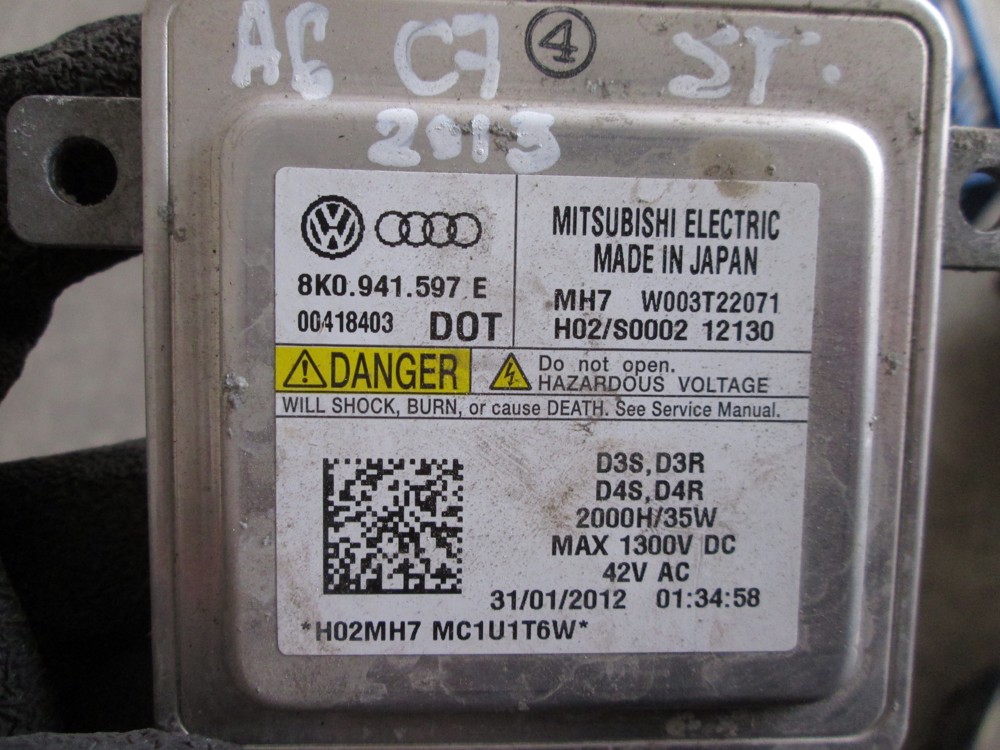 A6 C7 4 ST.
2013
8K0.941.597 E
00418403 DOT
MITSUBISHI ELECTRIC
MADE IN JAPAN
MH7 W003T22071
H02/S0002 12130
DANGER
Do not open.
HAZARDOUS VOLTAGE
WILL SHOCK, BURN, or cause DEATH. See Service Manual.
D3S, D3R
D4S, D4R
2000H/35W
MAX 1300V DC
42V AC
31/01/2012 01:34:58
*H02MH7 MC1U1T6W*